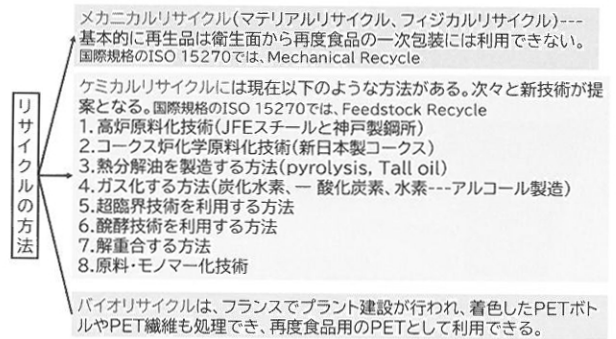 リサイクルの方法
メカニカルリサイクル(マテリアルリサイクル、フィジカルリサイクル)---
基本的に再生品は衛生面から再度食品の一次包装には利用できない。
国際規格のISO 15270では、Mechanical Recycle
ケミカルリサイクルには現在以下のような方法がある。次々と新技術が提
案となる。国際規格のISO 15270では、Feedstock Recycle
1.高炉原料化技術(JFEスチールと神戸製鋼所)
2.コークス炉化学原料化技術(新日本製コークス)
3.熱分解油を製造する方法(pyrolysis, Tall oil)
4.ガス化する方法(炭化水素、一 酸化炭素、水素---アルコール製造)
5.超臨界技術を利用する方法
6.醗酵技術を利用する方法
7.解重合する方法
8.原料・モノマー化技術
バイオリサイクルは、フランスでプラント建設が行われ、着色したPETボト
ルやPET繊維も処理でき、再度食品用のPETとして利用できる。